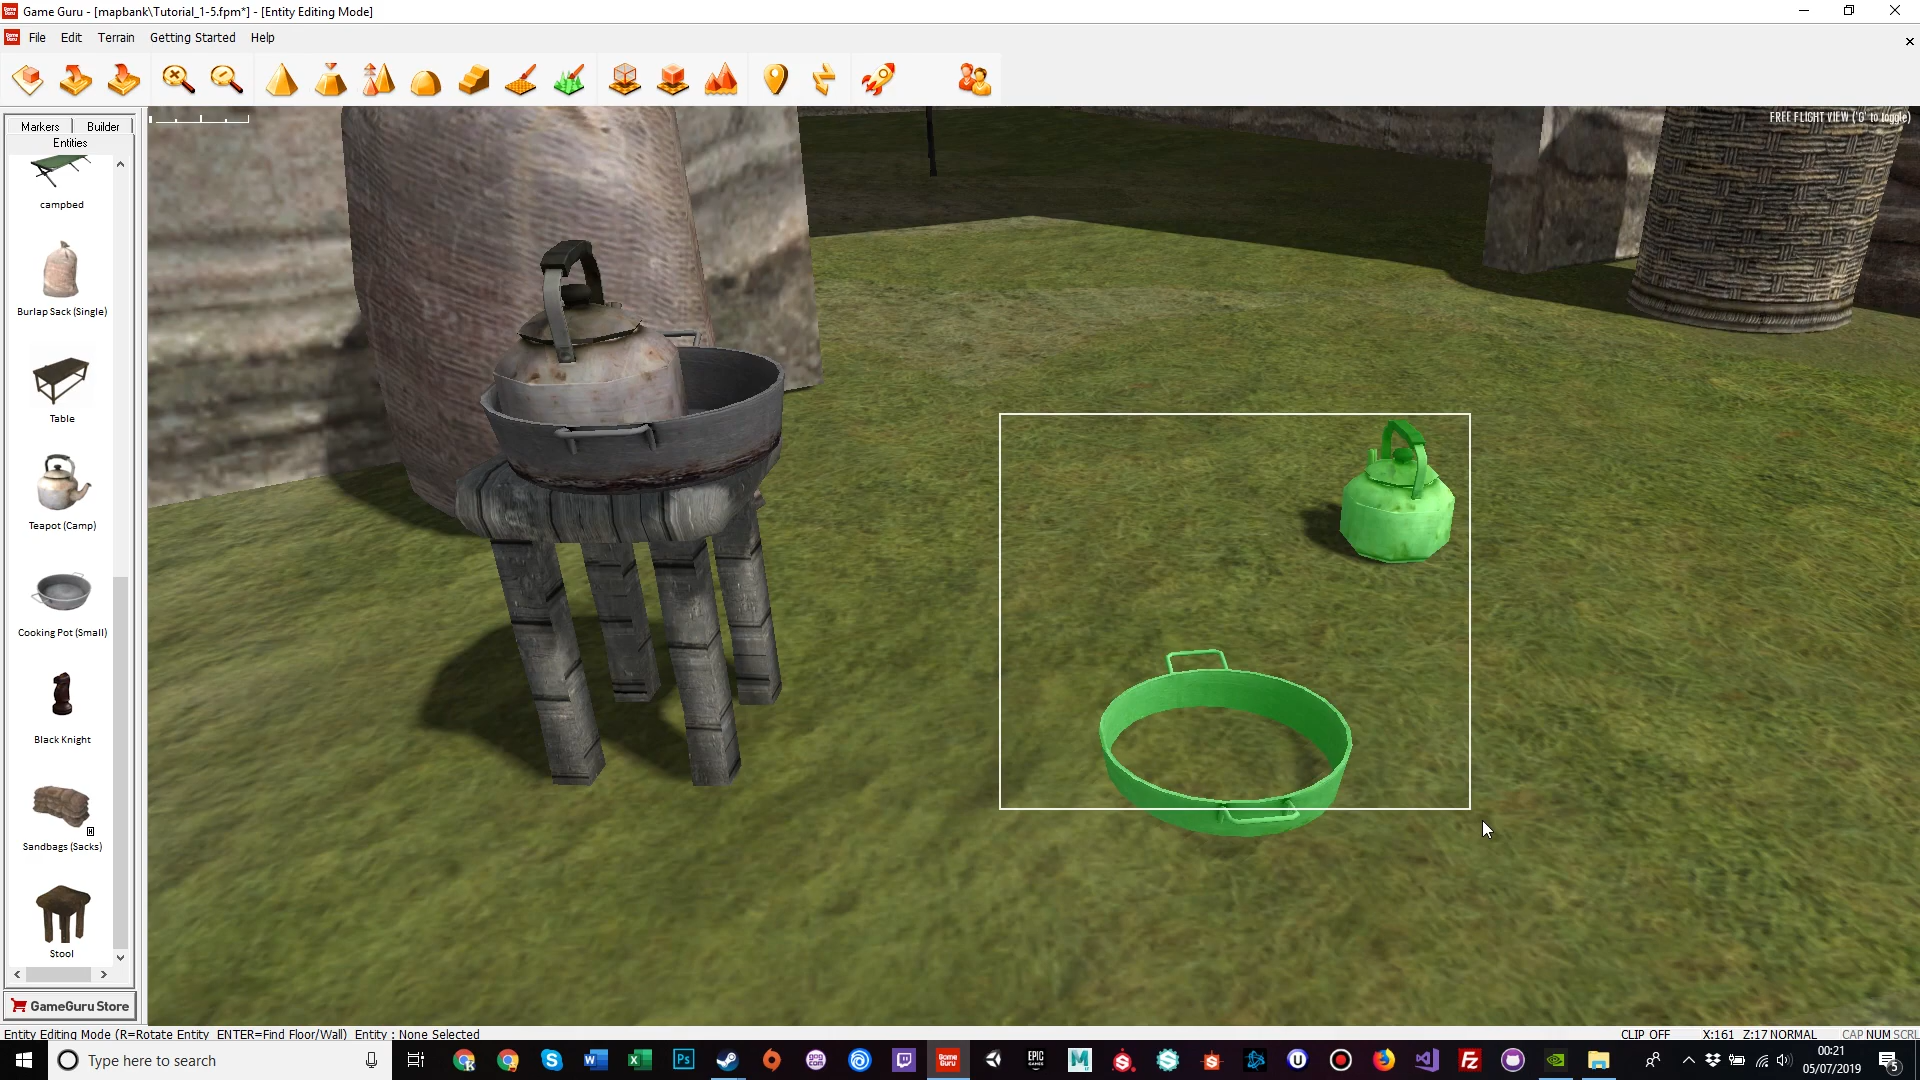 Game Guru - [mapbank\Tutorial_1-5.fpm*] - [Entity Editing Mode]
File Edit Terrain Getting Started Help
Markers Builder
Entities
FREE FLIGHT VIEW ('G' to toggle)
campbed
Burlap Sack (Single)
Table
Teapot (Camp)
Cooking Pot (Small)
Black Knight
Sandbags (Sacks)
Stool
GameGuru Store
Entity Editing Mode (R=Rotate Entity ENTER=Find Floor/Wall) Entity : None Selected
CLIP OFF X:161 Z:17 NORMAL CAP NUM SCRL
Type here to search
00:21
05/07/2019
5